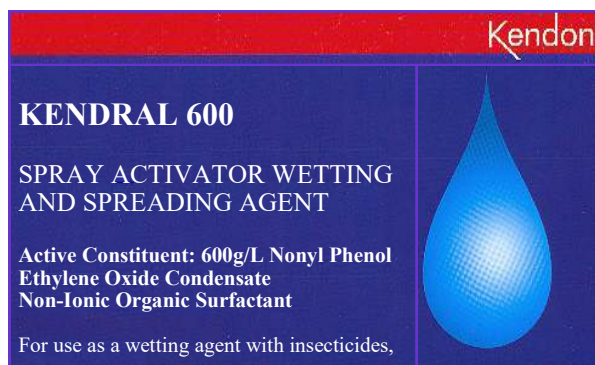 Kendon
KENDRAL 600
SPRAY ACTIVATOR WETTING
AND SPREADING AGENT
Active Constituent: 600g/L Nonyl Phenol
Ethylene Oxide Condensate
Non-Ionic Organic Surfactant
For use as a wetting agent with insecticides,